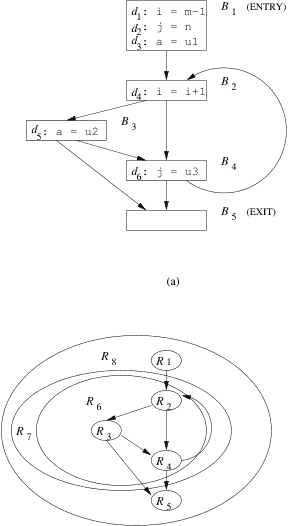 d1: i = m-1 B1 (ENTRY)
d2: j = n
d3: a = u1
d4: i = i+1 B2
d5: a = u2 B3
d6: j = u3 B4
B5 (EXIT)
(a)
R8 R1
R6 R2
R7 R3
R4
R5